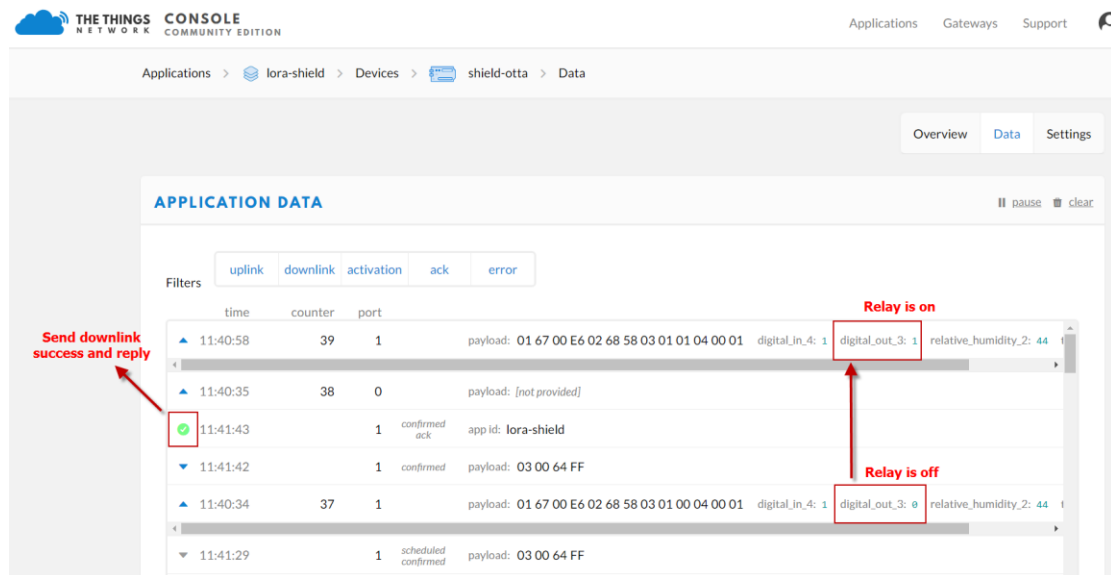 THE THINGS NETWORK CONSOLE COMMUNITY EDITION
Applications Gateways Support
Applications > lora-shield > Devices > shield-otta > Data
Overview Data Settings
APPLICATION DATA
pause clear
Filters uplink downlink activation ack error
time counter port
Relay is on
Send downlink success and reply
11:40:58 39 1 payload: 01 67 00 E6 02 68 58 03 01 01 04 00 01 digital_in_4: 1 digital_out_3: 1 relative_humidity_2: 44
11:40:35 38 0 payload: [not provided]
11:41:43 1 confirmed ack app id: lora-shield
11:41:42 1 confirmed payload: 03 00 64 FF
Relay is off
11:40:34 37 1 payload: 01 67 00 E6 02 68 58 03 01 00 04 00 01 digital_in_4: 1 digital_out_3: 0 relative_humidity_2: 44
11:41:29 1 scheduled confirmed payload: 03 00 64 FF